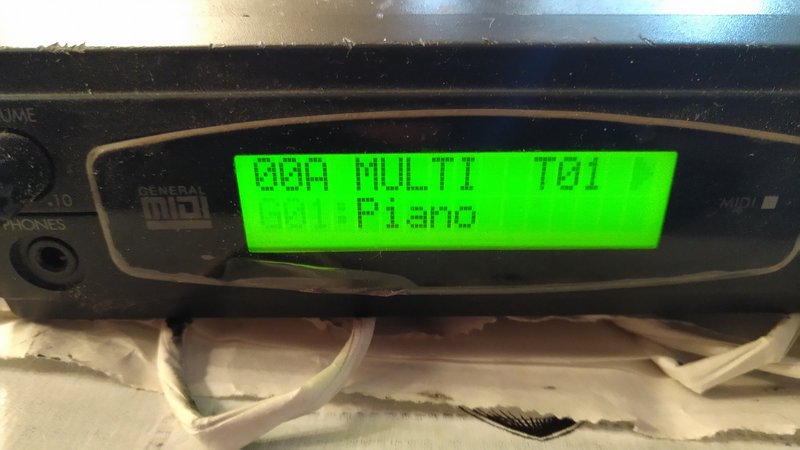 UME
10
PHONES
GENERAL
MIDI
00A MULTI T01
G01:Piano
MIDI